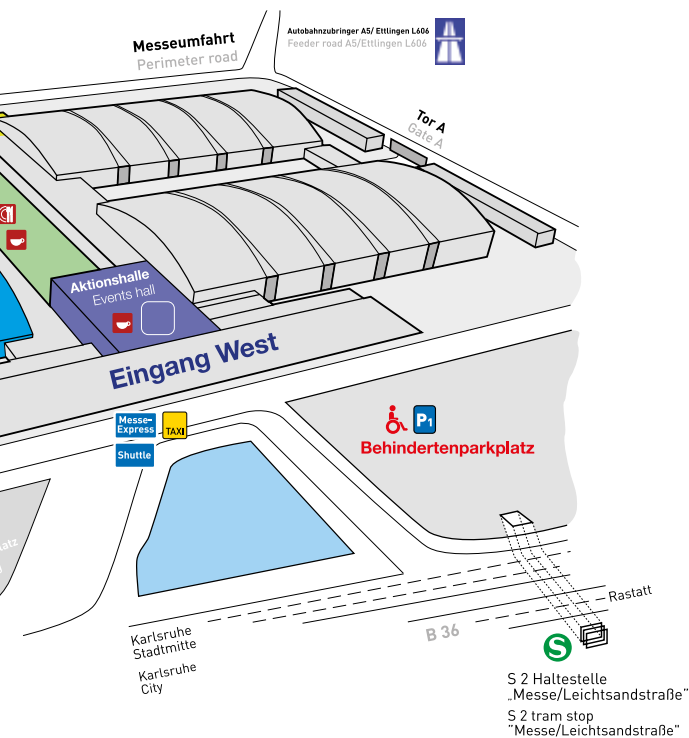 Messeumfahrt
Perimeter road
Autobahnzubringer A5/ Ettlingen L606
Feeder road A5/Ettlingen L606
Tor A
Gate A
Aktionshalle
Events hall
Eingang West
Messe-
Express
TAXI
Shuttle
P1
Behindertenparkplatz
Rastatt
B 36
Karlsruhe
Stadtmitte
Karlsruhe
City
S
S 2 Haltestelle
„Messe/Leichtsandstraße"
S 2 tram stop
"Messe/Leichtsandstraße"